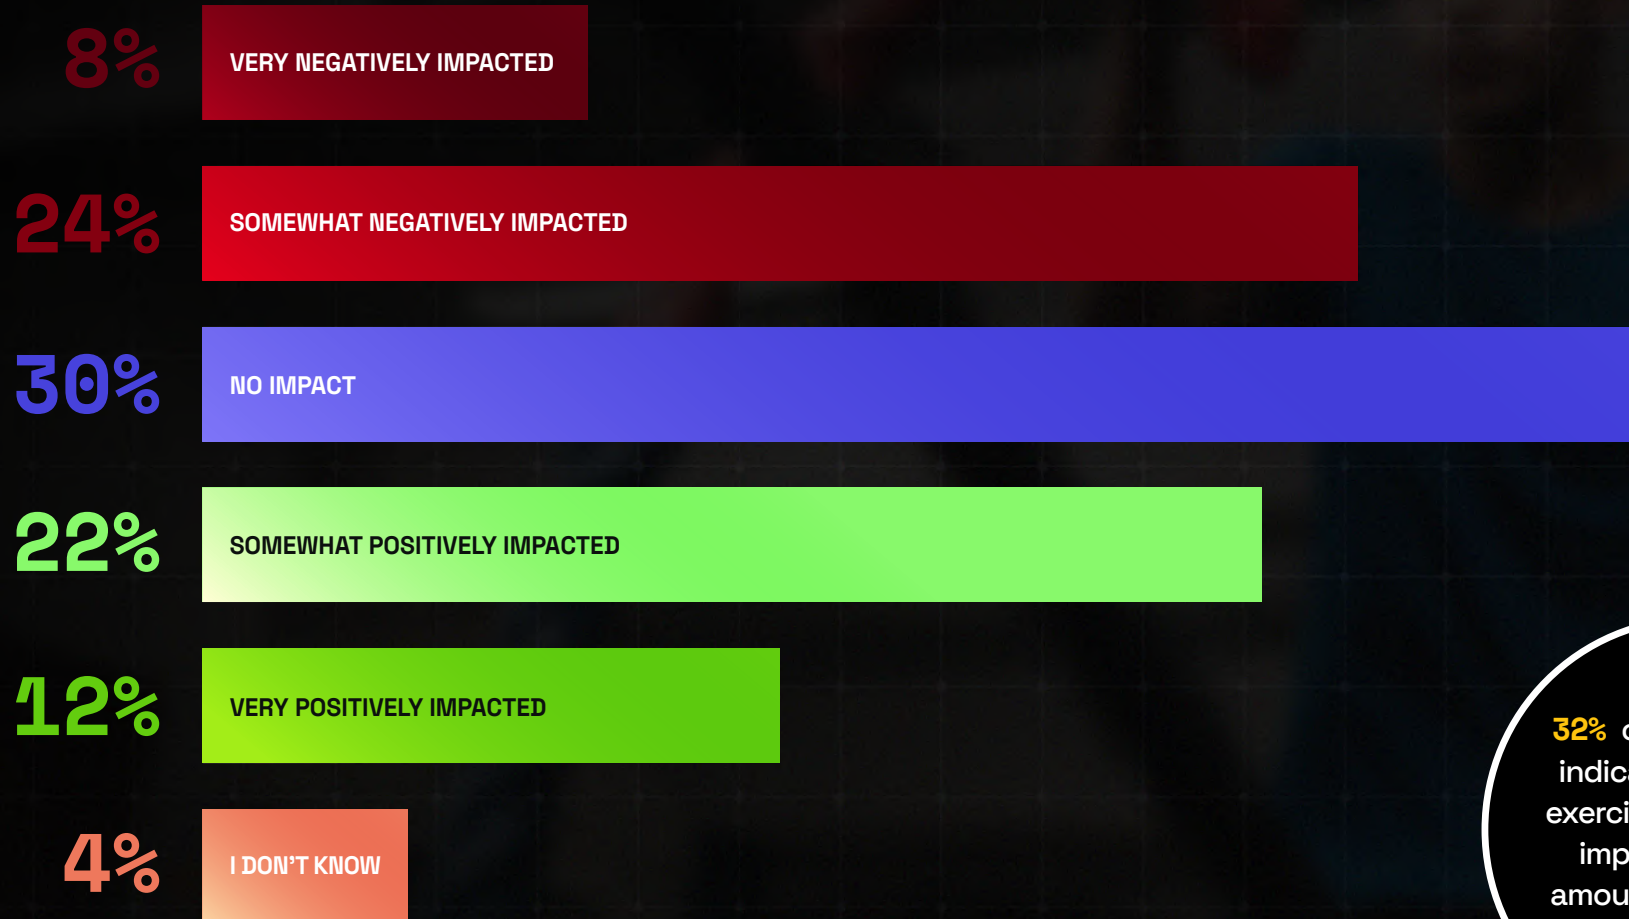 8% VERY NEGATIVELY IMPACTED
24% SOMEWHAT NEGATIVELY IMPACTED
30% NO IMPACT
22% SOMEWHAT POSITIVELY IMPACTED
12% VERY POSITIVELY IMPACTED
4% I DON'T KNOW
32%